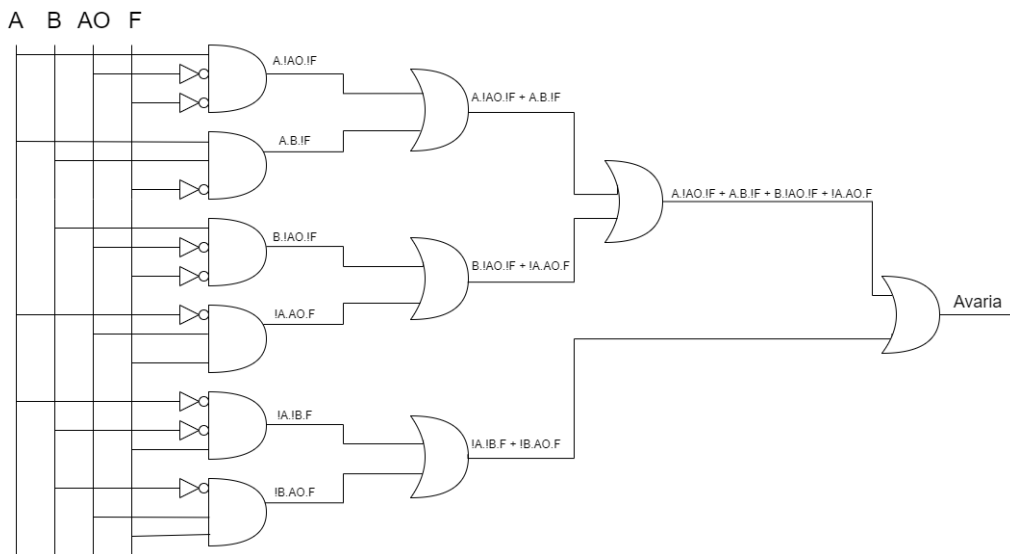 A B AO F
A.!AO.!F
A.!AO.!F + A.B.!F
A.B.!F
A.!AO.!F + A.B.!F + B.!AO.!F + !A.AO.F
B.!AO.!F
B.!AO.!F + !A.AO.F
Avaria
!A.AO.F
!A.!B.F
!A.!B.F + !B.AO.F
!B.AO.F